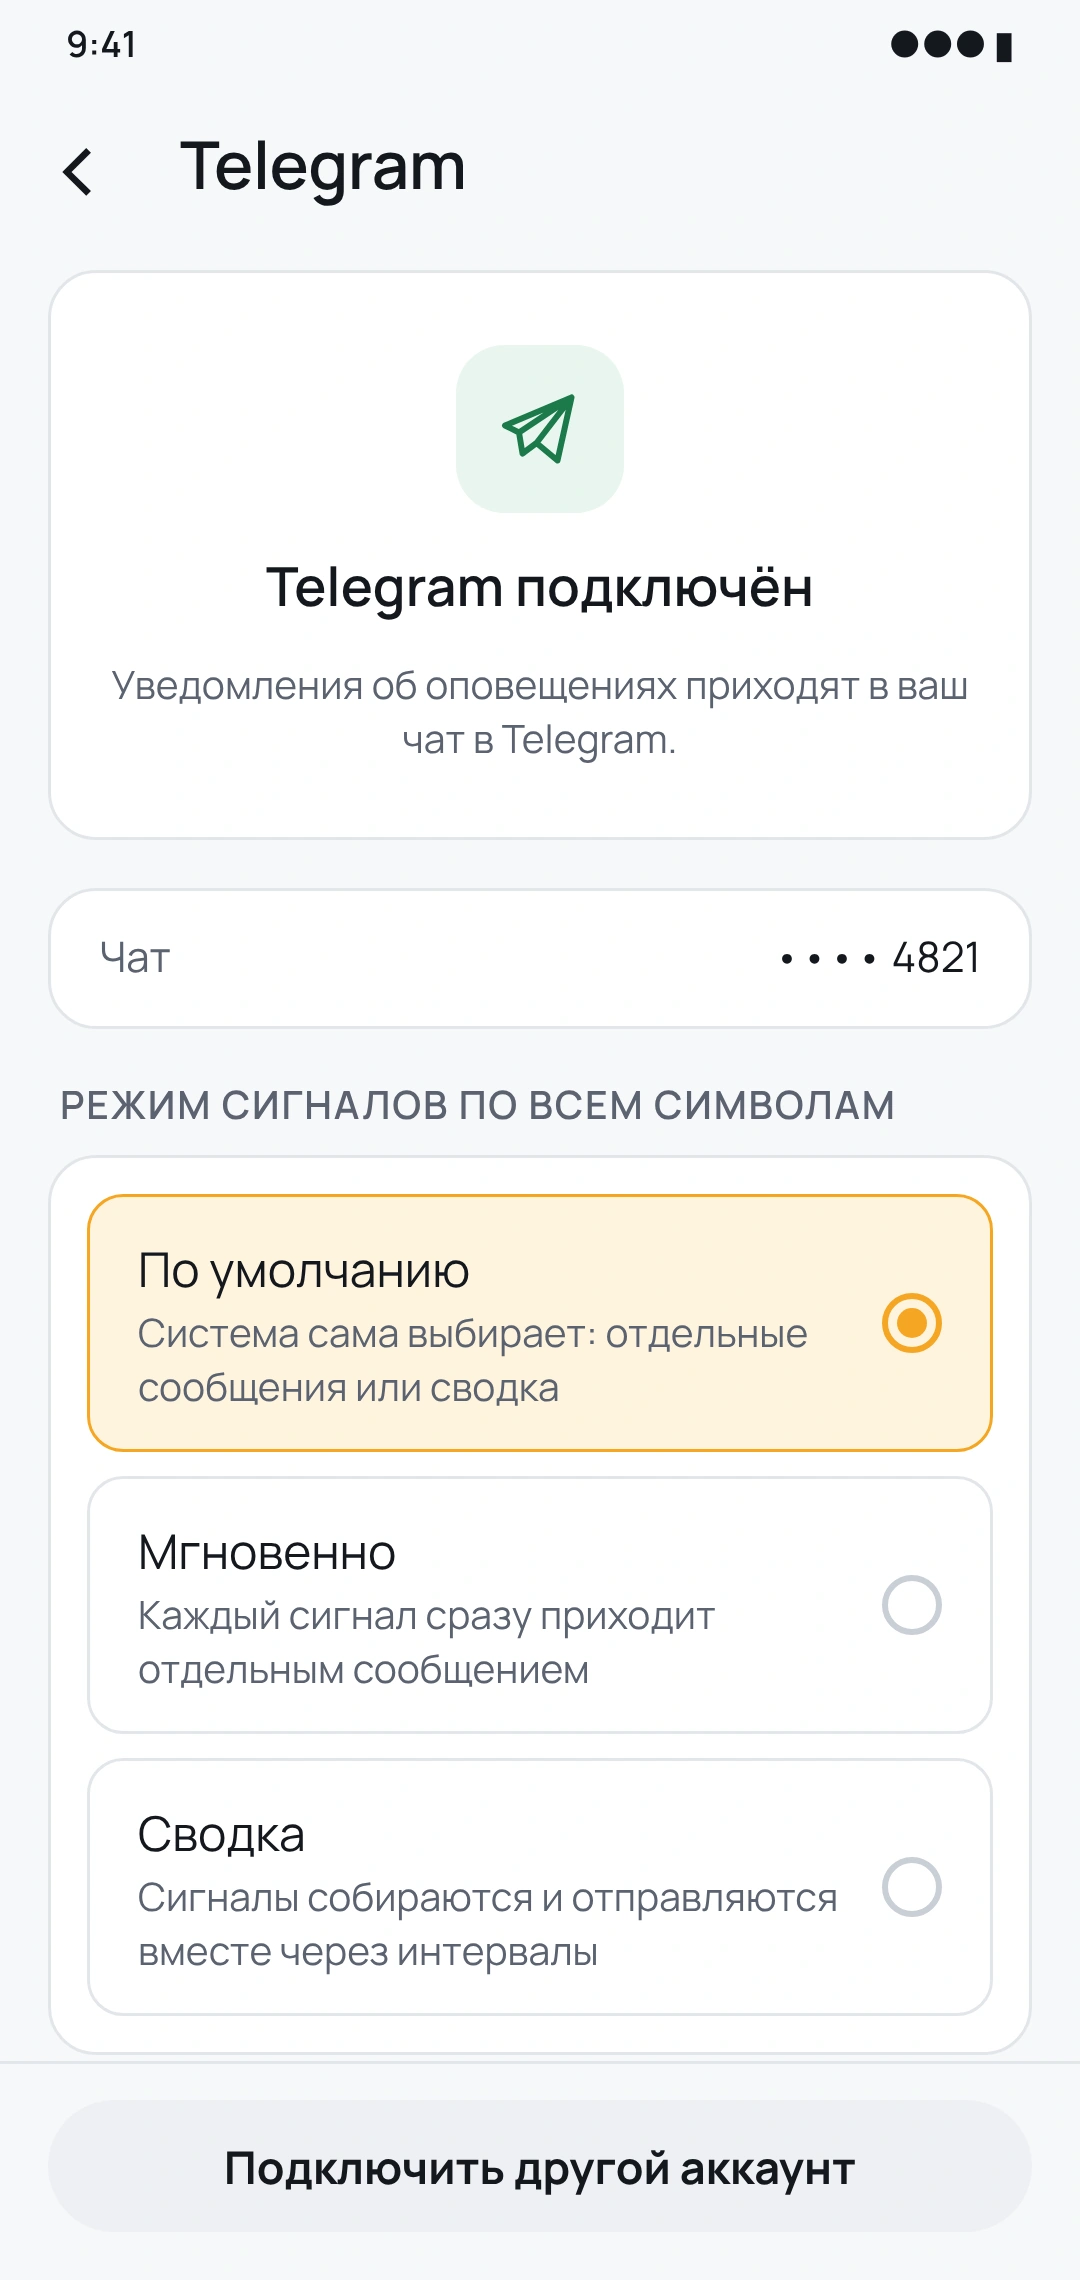 9:41
Telegram
Telegram подключён
Уведомления об оповещениях приходят в ваш
чат в Telegram.
Чат
•••• 4821
РЕЖИМ СИГНАЛОВ ПО ВСЕМ СИМВОЛАМ
По умолчанию
Система сама выбирает: отдельные
сообщения или сводка
Мгновенно
Каждый сигнал сразу приходит
отдельным сообщением
Сводка
Сигналы собираются и отправляются
вместе через интервалы
Подключить другой аккаунт